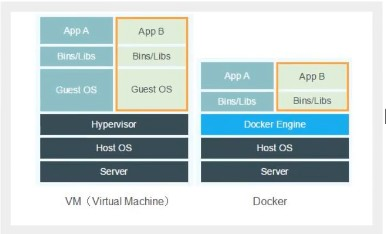 App A App B
Bins/Libs Bins/Libs
Guest OS Guest OS
Hypervisor
Host OS
Server
VM（Virtual Machine）
App A App B
Bins/Libs Bins/Libs
Docker Engine
Host OS
Server
Docker